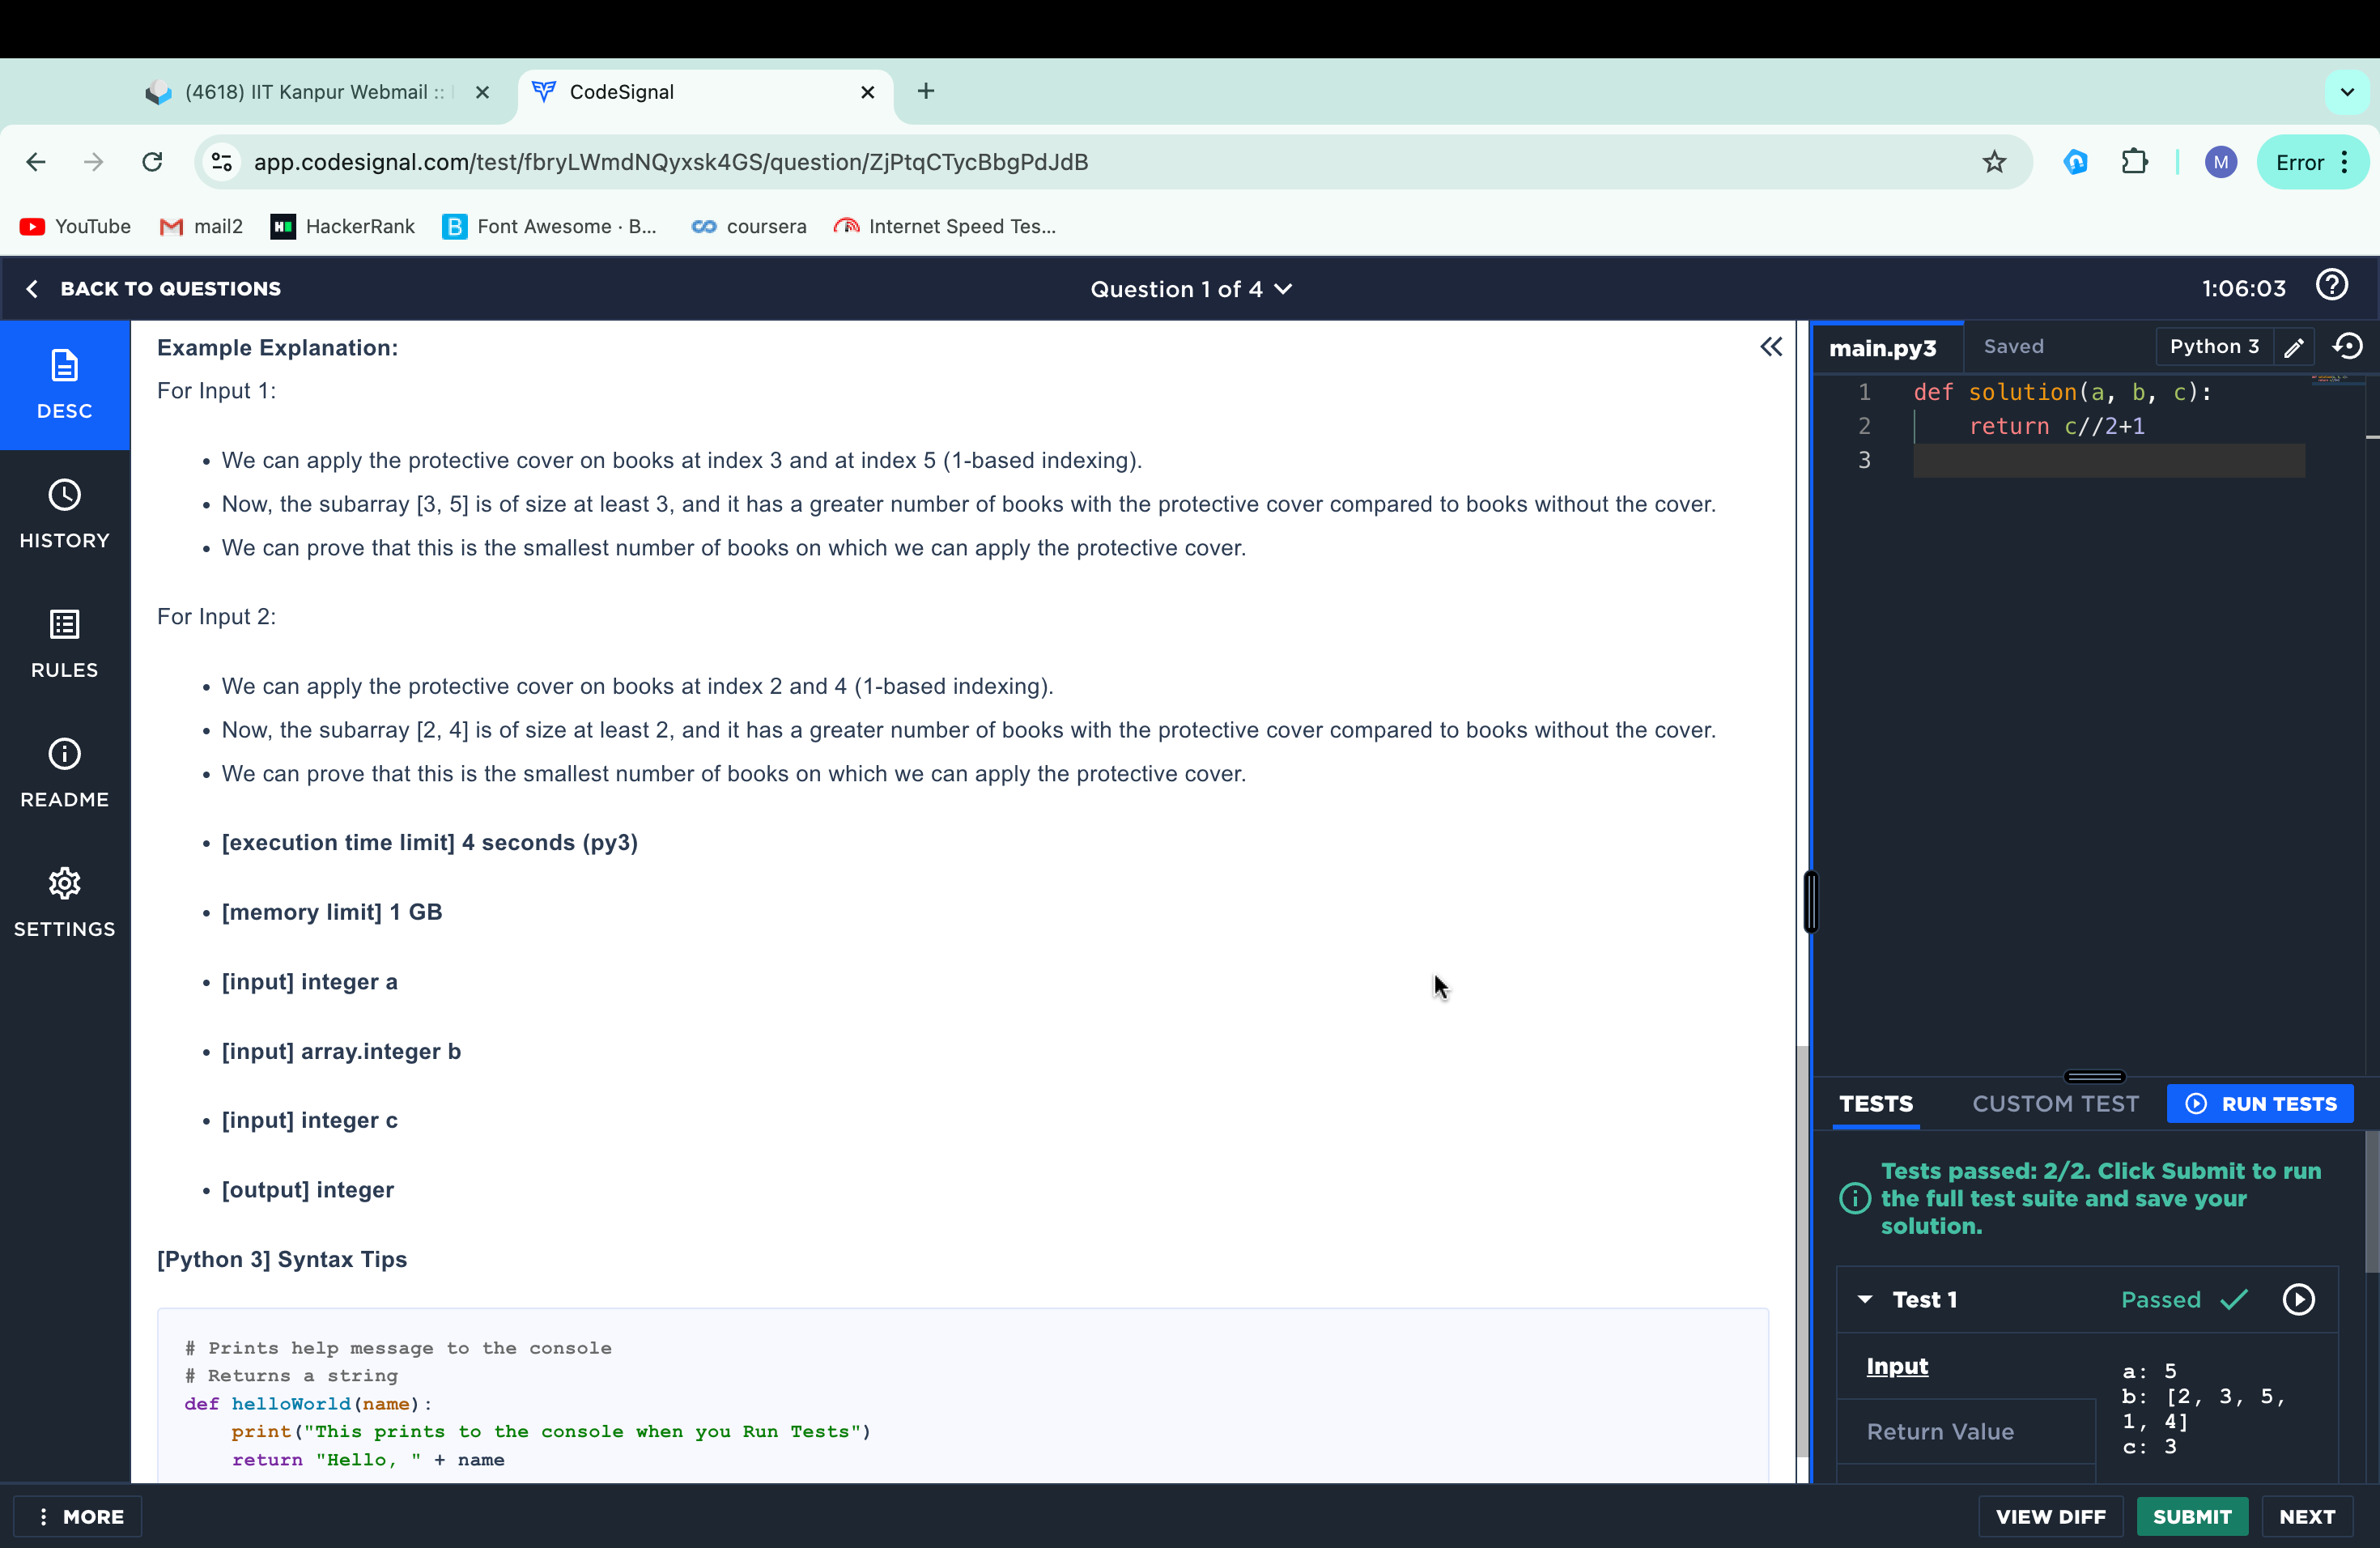 (4618) IIT Kanpur Webmail ::
CodeSignal
app.codesignal.com/test/fbryLWmdNQyxsk4GS/question/ZjPtqCTycBbgPdJdB
M
Error
YouTube
mail2
HackerRank
Font Awesome · B...
coursera
Internet Speed Tes...
BACK TO QUESTIONS
Question 1 of 4
1:06:03
DESC
HISTORY
RULES
README
SETTINGS
Example Explanation:
For Input 1:
• We can apply the protective cover on books at index 3 and at index 5 (1-based indexing).
• Now, the subarray [3, 5] is of size at least 3, and it has a greater number of books with the protective cover compared to books without the cover.
• We can prove that this is the smallest number of books on which we can apply the protective cover.
For Input 2:
• We can apply the protective cover on books at index 2 and 4 (1-based indexing).
• Now, the subarray [2, 4] is of size at least 2, and it has a greater number of books with the protective cover compared to books without the cover.
• We can prove that this is the smallest number of books on which we can apply the protective cover.
• [execution time limit] 4 seconds (py3)
• [memory limit] 1 GB
• [input] integer a
• [input] array.integer b
• [input] integer c
• [output] integer
[Python 3] Syntax Tips
# Prints help message to the console
# Returns a string
def helloWorld(name):
    print("This prints to the console when you Run Tests")
    return "Hello, " + name
main.py3
Saved
Python 3
1 def solution(a, b, c):
2     return c//2+1
3
TESTS
CUSTOM TEST
RUN TESTS
Tests passed: 2/2. Click Submit to run
the full test suite and save your
solution.
Test 1
Passed
Input
Return Value
a: 5
b: [2, 3, 5,
1, 4]
c: 3
MORE
VIEW DIFF
SUBMIT
NEXT